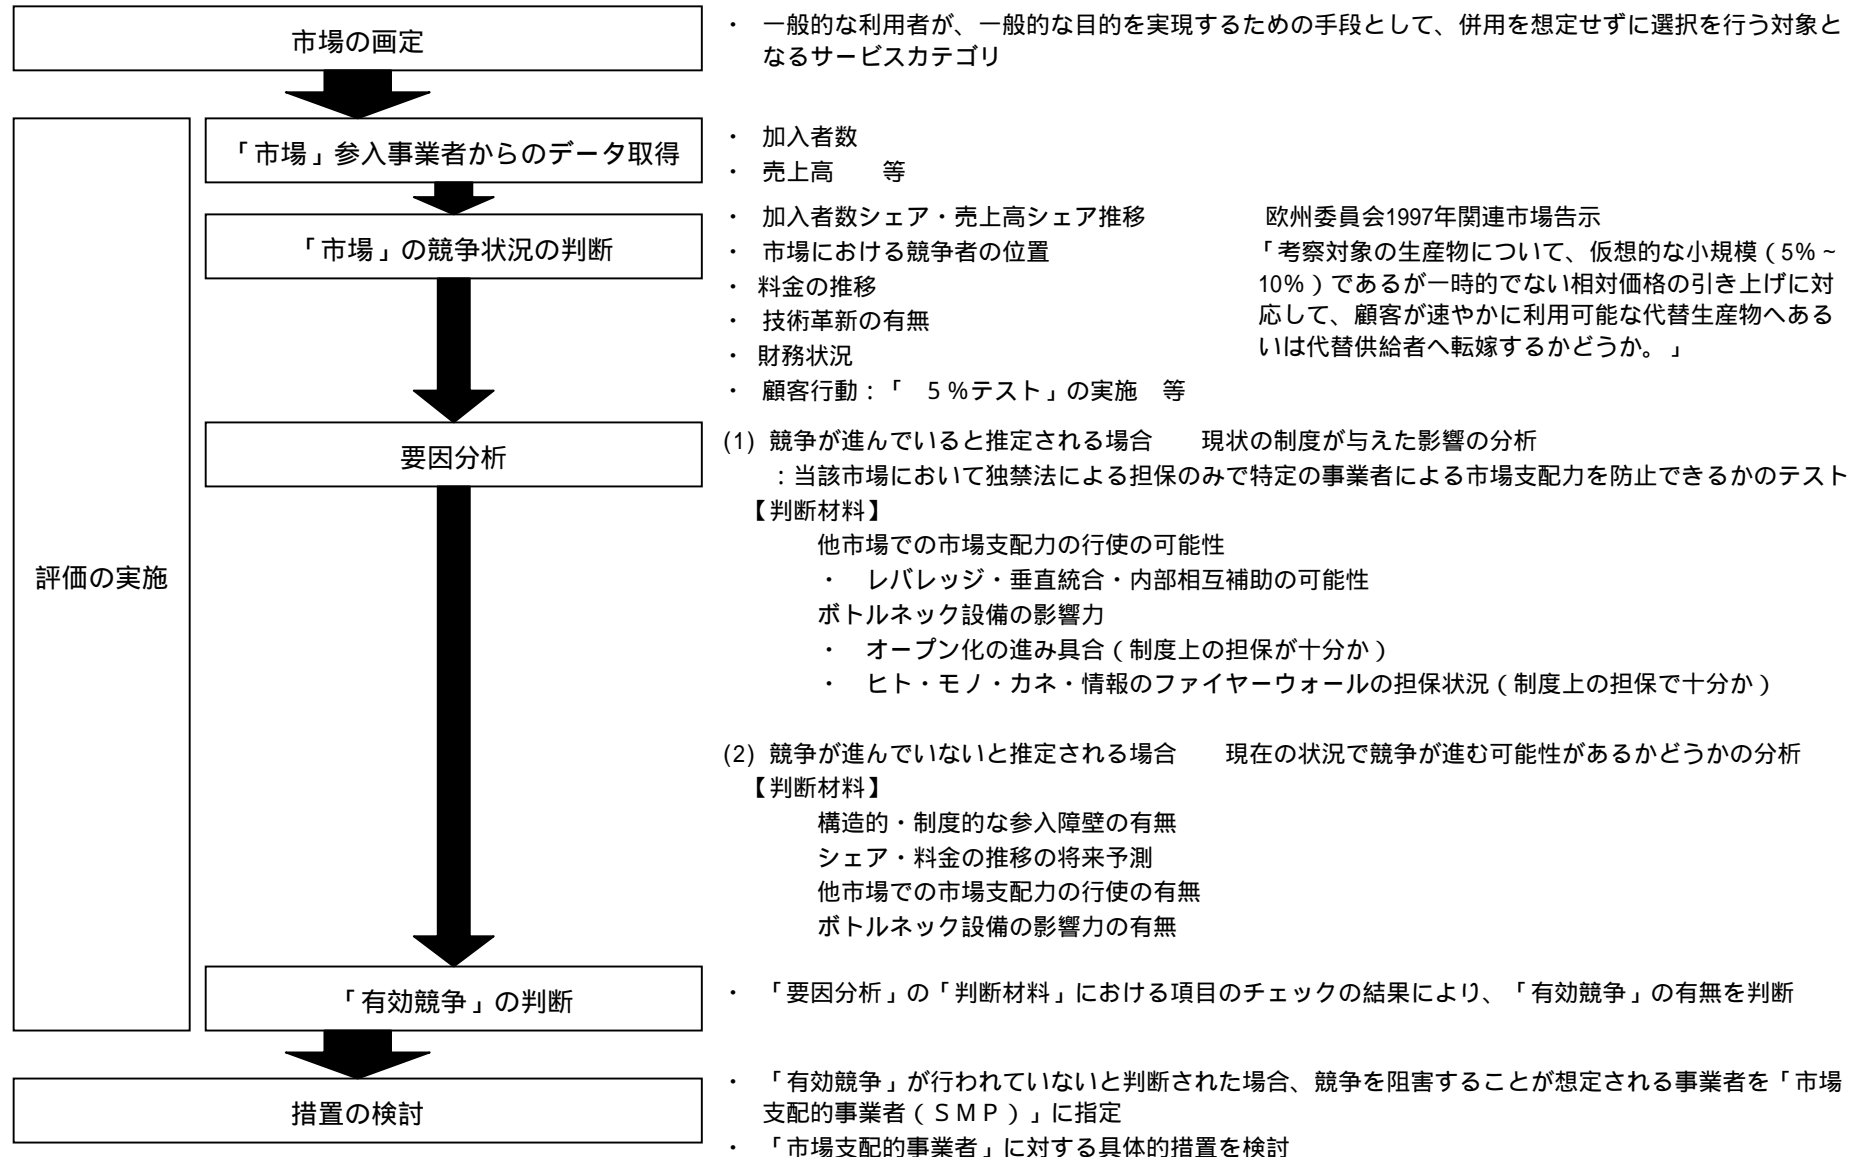 市場の画定
・ 一般的な利用者が、一般的な目的を実現するための手段として、併用を想定せずに選択を行う対象と
なるサービスカテゴリ
評価の実施
「市場」参入事業者からのデータ取得
・ 加入者数
・ 売上高　等
「市場」の競争状況の判断
・ 加入者数シェア・売上高シェア推移
・ 市場における競争者の位置
・ 料金の推移
・ 技術革新の有無
・ 財務状況
・ 顧客行動：「　5％テスト」の実施　等
欧州委員会1997年関連市場告示
「考察対象の生産物について、仮想的な小規模（5%～
10%）であるが一時的でない相対価格の引き上げに対
応して、顧客が速やかに利用可能な代替生産物へある
いは代替供給者へ転嫁するかどうか。」
要因分析
(1) 競争が進んでいると推定される場合　　現状の制度が与えた影響の分析
：当該市場において独禁法による担保のみで特定の事業者による市場支配力を防止できるかのテスト
【判断材料】
他市場での市場支配力の行使の可能性
・ レバレッジ・垂直統合・内部相互補助の可能性
ボトルネック設備の影響力
・ オープン化の進み具合（制度上の担保が十分か）
・ ヒト・モノ・カネ・情報のファイヤーウォールの担保状況（制度上の担保で十分か）
(2) 競争が進んでいないと推定される場合　　現在の状況で競争が進む可能性があるかどうかの分析
【判断材料】
構造的・制度的な参入障壁の有無
シェア・料金の推移の将来予測
他市場での市場支配力の行使の有無
ボトルネック設備の影響力の有無
「有効競争」の判断
・ 「要因分析」の「判断材料」における項目のチェックの結果により、「有効競争」の有無を判断
措置の検討
・ 「有効競争」が行われていないと判断された場合、競争を阻害することが想定される事業者を「市場
支配的事業者（ＳＭＰ）」に指定
・ 「市場支配的事業者」に対する具体的措置を検討